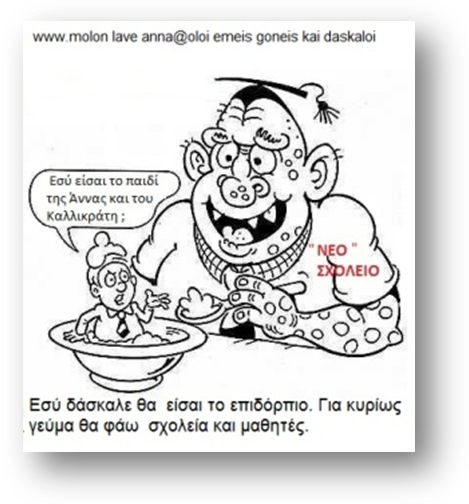 www.molon lave anna@oloi emeis goneis kai daskaloi
Εσύ είσαι το παιδί
της Άννας και του
Καλλικράτη ;
" ΝΕΟ "
ΣΧΟΛΕΙΟ
Εσύ δάσκαλε θα είσαι το επιδόρπιο. Για κυρίως
γεύμα θα φάω σχολεία και μαθητές.